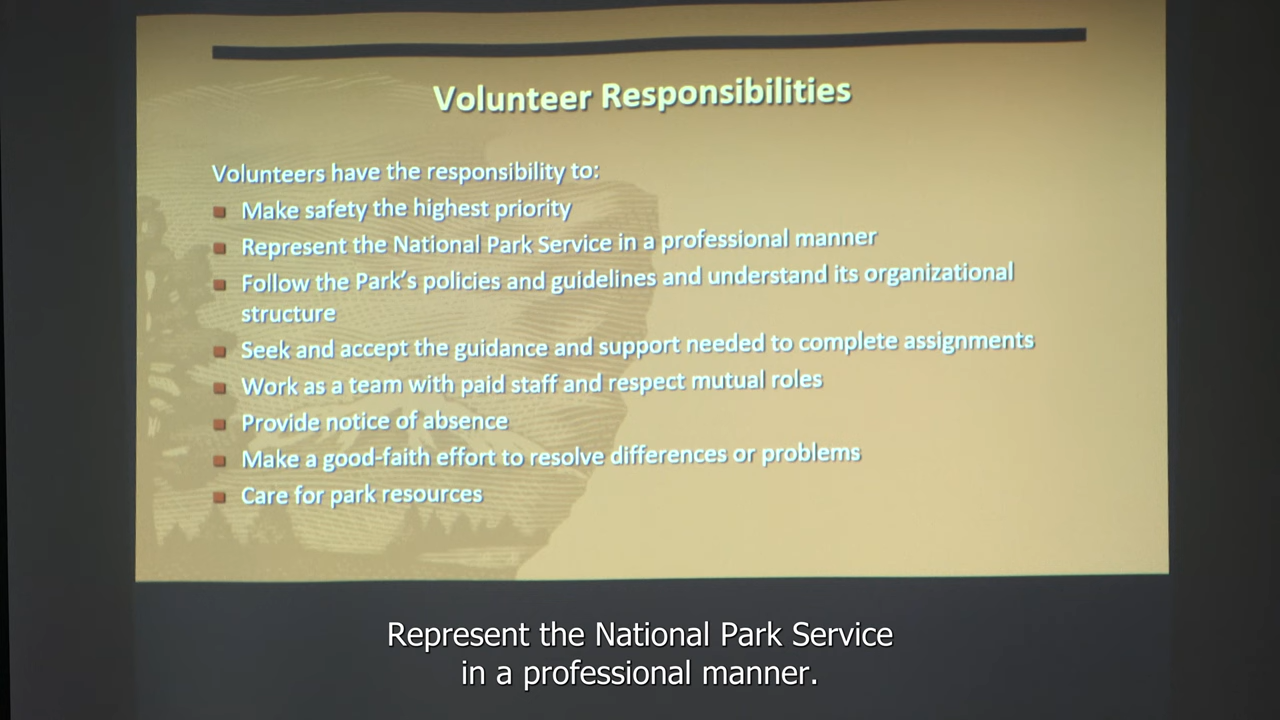 Volunteer Responsibilities
Volunteers have the responsibility to:
Make safety the highest priority
Represent the National Park Service in a professional manner
Follow the Park's policies and guidelines and understand its organizational
structure
Seek and accept the guidance and support needed to complete assignments
Work as a team with paid staff and respect mutual roles
Provide notice of absence
Make a good-faith effort to resolve differences or problems
Care for park resources
Represent the National Park Service
in a professional manner.